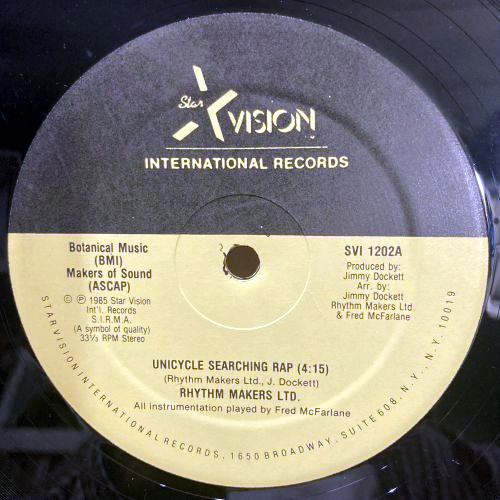 Star
VISION
INTERNATIONAL RECORDS
Botanical Music
(BMI)
Makers of Sound
(ASCAP)
© ℗ 1985 Star Vision
Int'l. Records
S.I.R.M.A.
(A symbol of quality)
33⅓ RPM Stereo
SVI 1202A
Produced by:
Jimmy Dockett
Arr. by:
Jimmy Dockett
Rhythm Makers Ltd.
& Fred McFarlane
UNICYCLE SEARCHING RAP (4:15)
(Rhythm Makers Ltd., J. Dockett)
RHYTHM MAKERS LTD.
All instrumentation played by Fred McFarlane
STARVISION INTERNATIONAL RECORDS, 1650 BROADWAY, SUITE 608, N.Y., N.Y. 10019